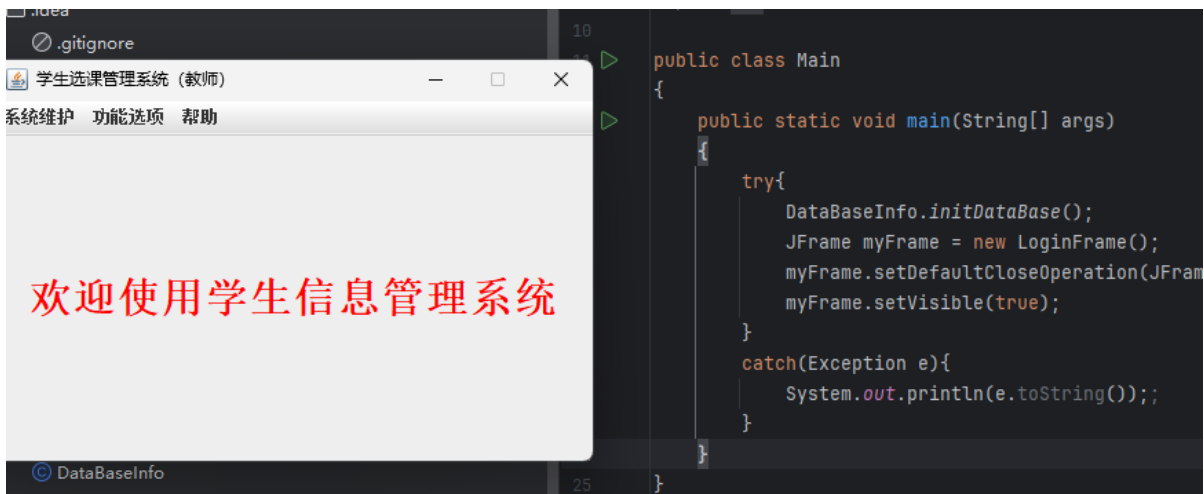 .idea
.gitignore
学生选课管理系统（教师）
系统维护 功能选项 帮助
欢迎使用学生信息管理系统
DataBaseInfo
10
public class Main
{
public static void main(String[] args)
{
try{
DataBaseInfo.initDataBase();
JFrame myFrame = new LoginFrame();
myFrame.setDefaultCloseOperation(JFram
myFrame.setVisible(true);
}
catch(Exception e){
System.out.println(e.toString());;
}
}
25 }